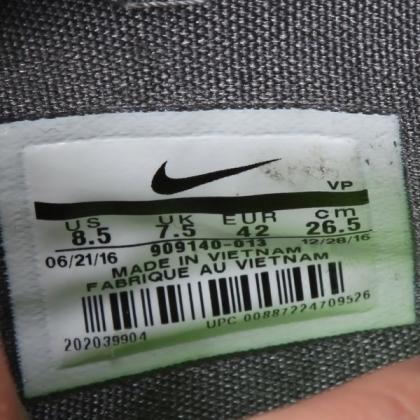 VP
US UK EUR cm
8.5 7.5 42 26.5
909140-013
06/21/16 12/28/16
MADE IN VIETNAM
FABRIQUE AU VIETNAM
202039904 UPC 00887224709526